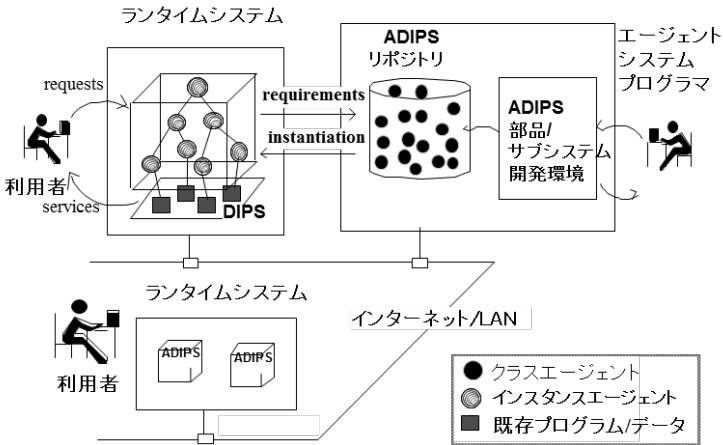 ランタイムシステム
ADIPS
リポジトリ
エージェント
システム
プログラマ
requests
requirements
instantiation
ADIPS
部品/
サブシステム
開発環境
利用者
services
DIPS
ランタイムシステム
インターネット/LAN
ADIPS
ADIPS
利用者
クラスエージェント
インスタンスエージェント
既存プログラム/データ